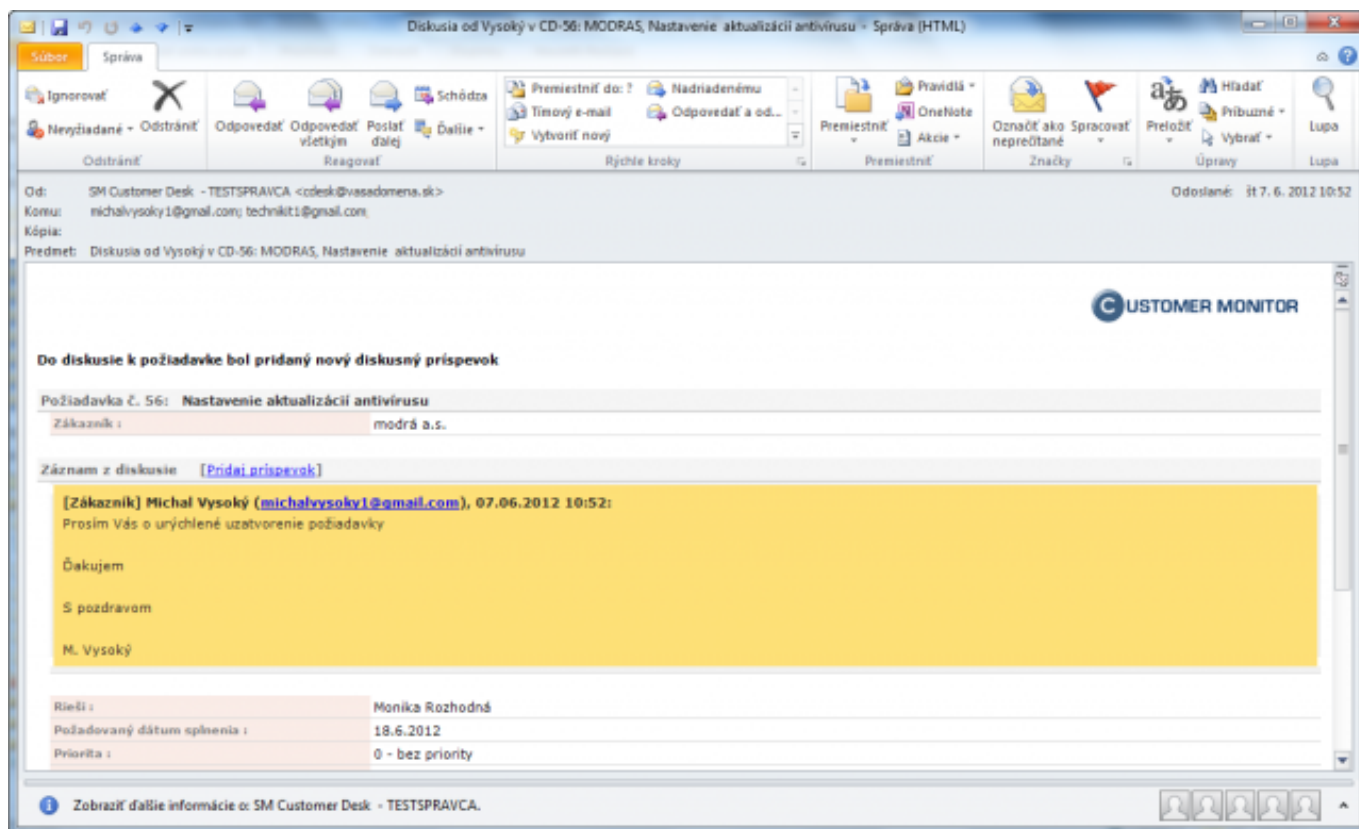 Diskusia od Vysoký v CD-56: MODRAS, Nastavenie aktualizácií antivírusu - Správa (HTML)
Súbor Správa
Ignorovať
Nevyžiadané
Odstrániť
Odstrániť
Odpovedať
Odpovedať všetkým
Poslať ďalej
Schôdza
Ďalšie
Reagovať
Premiestniť do: ?
Tímový e-mail
Vytvoriť nový
Nadriadenému
Odpovedať a od...
Rýchle kroky
Premiestniť
Pravidlá
OneNote
Akcie
Premiestniť
Označiť ako neprečítané
Spracovať
Značky
Preložiť
Hľadať
Príbuzné
Vybrať
Úpravy
Lupa
Lupa
Od: SM Customer Desk - TESTSPRAVCA <cdesk@vasadomena.sk>
Odoslané: št 7. 6. 2012 10:52
Komu: michalvysoky1@gmail.com; technikit1@gmail.com
Kópia:
Predmet: Diskusia od Vysoký v CD-56: MODRAS, Nastavenie aktualizácií antivírusu
CUSTOMER MONITOR
Do diskusie k požiadavke bol pridaný nový diskusný príspevok
Požiadavka č. 56: Nastavenie aktualizácií antivírusu
Zákazník : modrá a.s.
Záznam z diskusie [Pridaj príspevok]
[Zákazník] Michal Vysoký (michalvysoky1@gmail.com), 07.06.2012 10:52:
Prosím Vás o urýchlené uzatvorenie požiadavky
Ďakujem
S pozdravom
M. Vysoký
Rieši : Monika Rozhodná
Požadovaný dátum splnenia : 18.6.2012
Priorita : 0 - bez priority
Zobraziť ďalšie informácie o: SM Customer Desk - TESTSPRAVCA.